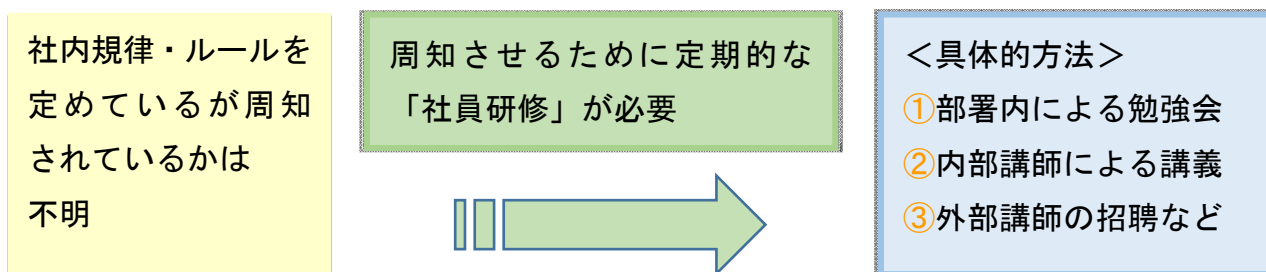 社内規律・ルールを
定めているが周知
されているかは
不明
周知させるために定期的な
「社員研修」が必要
＜具体的方法＞
①部署内による勉強会
②内部講師による講義
③外部講師の招聘など